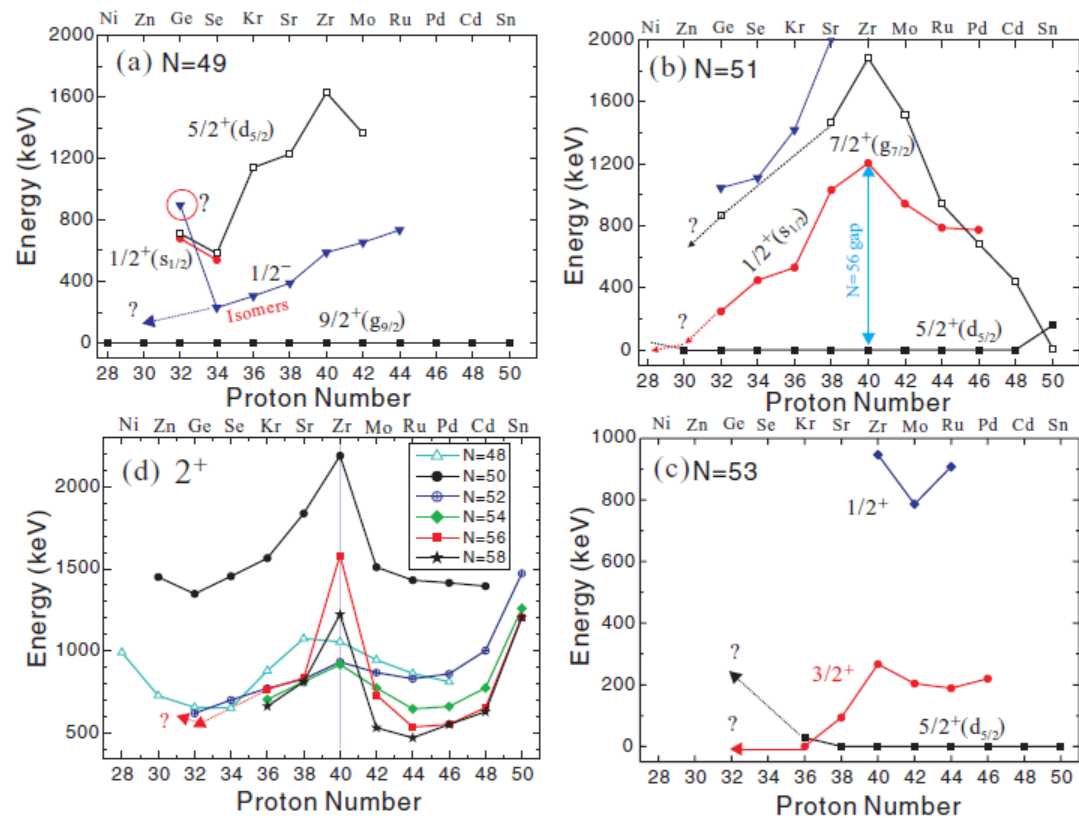 Ni Zn Ge Se Kr Sr Zr Mo Ru Pd Cd Sn
2000
1600
1200
800
400
0
Energy (keV)
(a) N=49
5/2+(d5/2)
?
1/2+(s1/2)
1/2−
?
Isomers
9/2+(g9/2)
28 30 32 34 36 38 40 42 44 46 48 50
Proton Number
Ni Zn Ge Se Kr Sr Zr Mo Ru Pd Cd Sn
2000
1600
1200
800
400
0
Energy (keV)
(b) N=51
7/2+(g7/2)
?
1/2+(s1/2)
N=56 gap
?
5/2+(d5/2)
28 30 32 34 36 38 40 42 44 46 48 50
Proton Number
Ni Zn Ge Se Kr Sr Zr Mo Ru Pd Cd Sn
2000
1500
1000
500
Energy (keV)
(d) 2+
N=48
N=50
N=52
N=54
N=56
N=58
?
28 30 32 34 36 38 40 42 44 46 48 50
Proton Number
Ni Zn Ge Se Kr Sr Zr Mo Ru Pd Cd Sn
1000
800
600
400
200
0
Energy (keV)
(c) N=53
1/2+
?
3/2+
?
5/2+(d5/2)
28 30 32 34 36 38 40 42 44 46 48 50
Proton Number